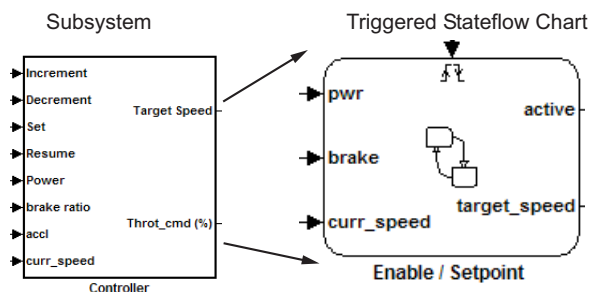 Subsystem
Triggered Stateflow Chart
Increment
Decrement
Set
Resume
Power
brake ratio
accl
curr_speed
Target Speed
Throt_cmd (%)
Controller
pwr
brake
curr_speed
active
target_speed
Enable / Setpoint